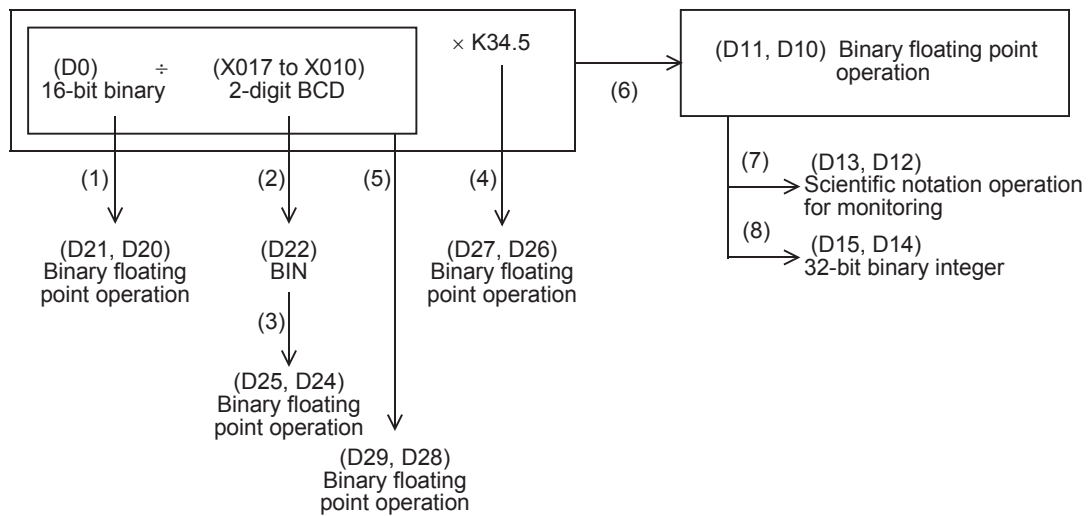 (D0) ÷ (X017 to X010) × K34.5
16-bit binary 2-digit BCD
(1)
(2)
(5)
(4)
(6)
(D11, D10) Binary floating point
operation
(7)
(D13, D12)
Scientific notation operation
for monitoring
(8)
(D15, D14)
32-bit binary integer
(D21, D20)
Binary floating
point operation
(D22)
BIN
(D27, D26)
Binary floating
point operation
(3)
(D25, D24)
Binary floating
point operation
(D29, D28)
Binary floating
point operation